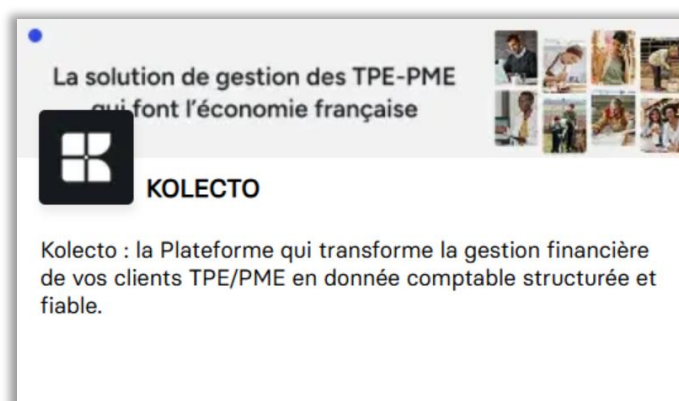 La solution de gestion des TPE-PME
qui font l'économie française
KOLECTO
Kolecto : la Plateforme qui transforme la gestion financière
de vos clients TPE/PME en donnée comptable structurée et
fiable.